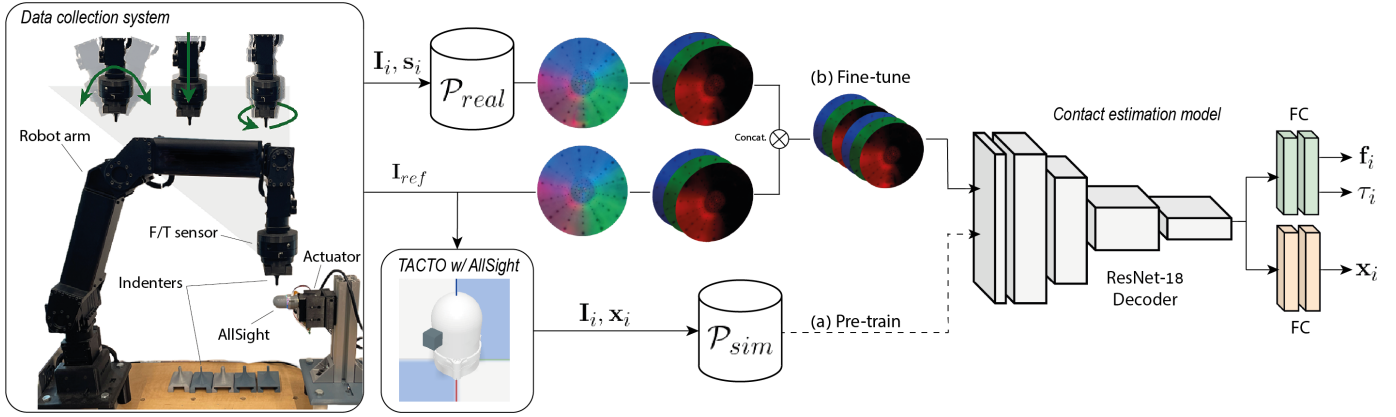 Data collection system
Robot arm
F/T sensor
Indenters
Actuator
AllSight
I_i, s_i
P_real
I_ref
TACTO w/ AllSight
I_i, x_i
P_sim
Concat.
(b) Fine-tune
(a) Pre-train
Contact estimation model
ResNet-18
Decoder
FC
f_i
τ_i
x_i
FC